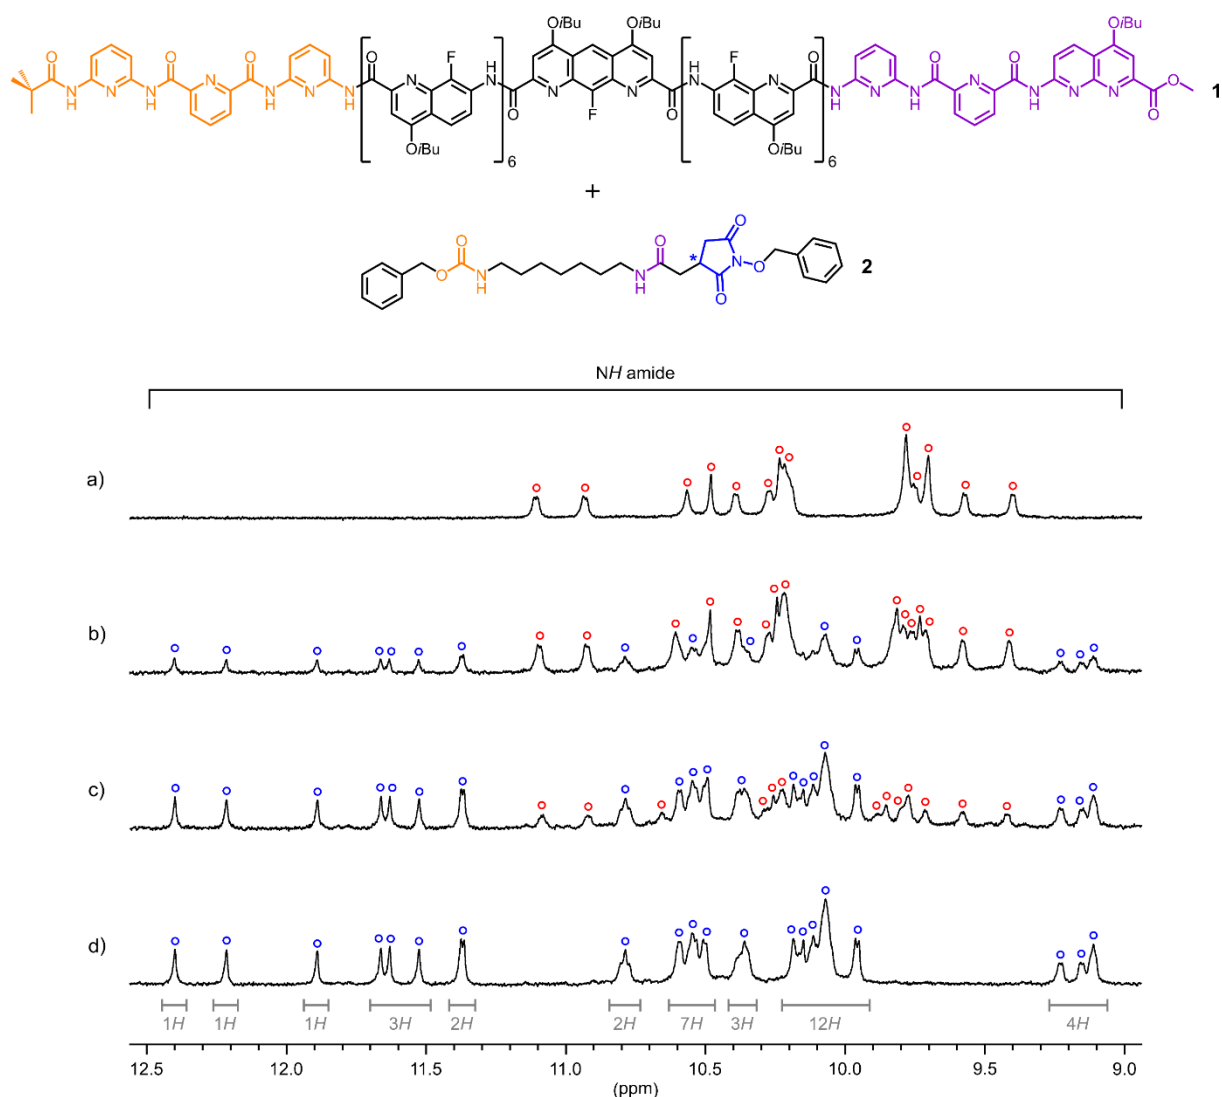 OiBu OiBu OiBu OiBu
O O O O F H O F O O O O
N H N N H N N H N N H N N N N H N N H N N H N N O
F O
OiBu 6 OiBu 6
1
+
O O O
O N H N H * N O 2
O
NH amide
a)
b)
c)
d)
1H 1H 1H 3H 2H 2H 7H 3H 12H 4H
12.5 12.0 11.5 11.0 10.5 10.0 9.5 9.0
(ppm)